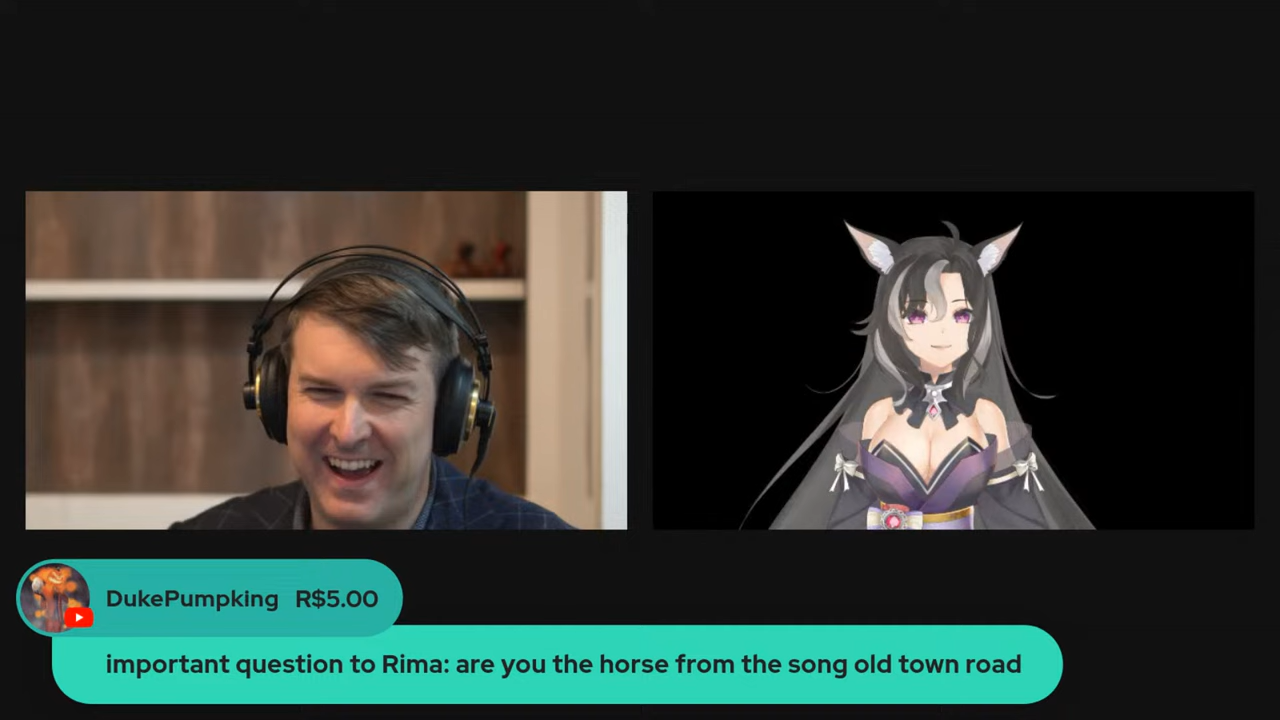 DukePumpking R$5.00
important question to Rima: are you the horse from the song old town road